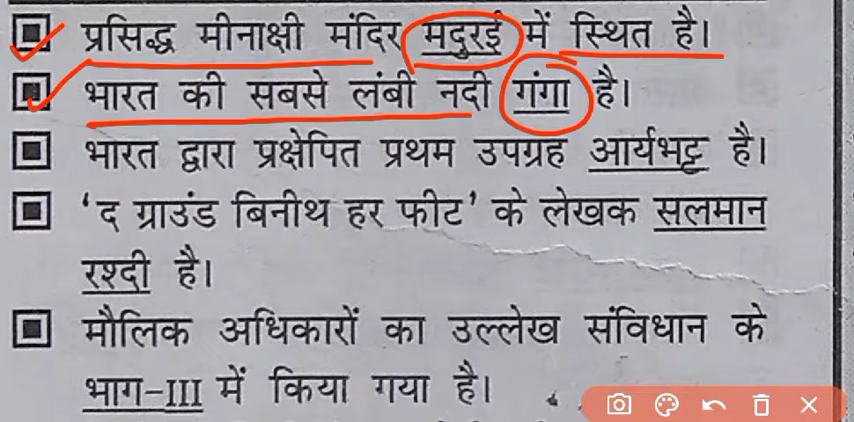 प्रसिद्ध मीनाक्षी मंदिर मदुरई में स्थित है।
भारत की सबसे लंबी नदी गंगा है।
भारत द्वारा प्रक्षेपित प्रथम उपग्रह आर्यभट्ट है।
‘द ग्राउंड बिनीथ हर फीट’ के लेखक सलमान
रश्दी है।
मौलिक अधिकारों का उल्लेख संविधान के
भाग-III में किया गया है।